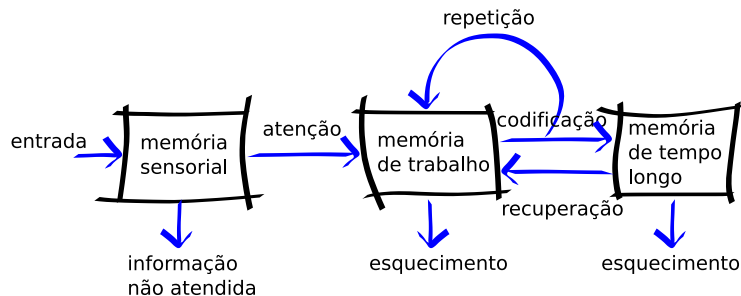 repetição
entrada
memória
sensorial
atenção
memória
de trabalho
codificação
memória
de tempo
longo
recuperação
informação
não atendida
esquecimento
esquecimento